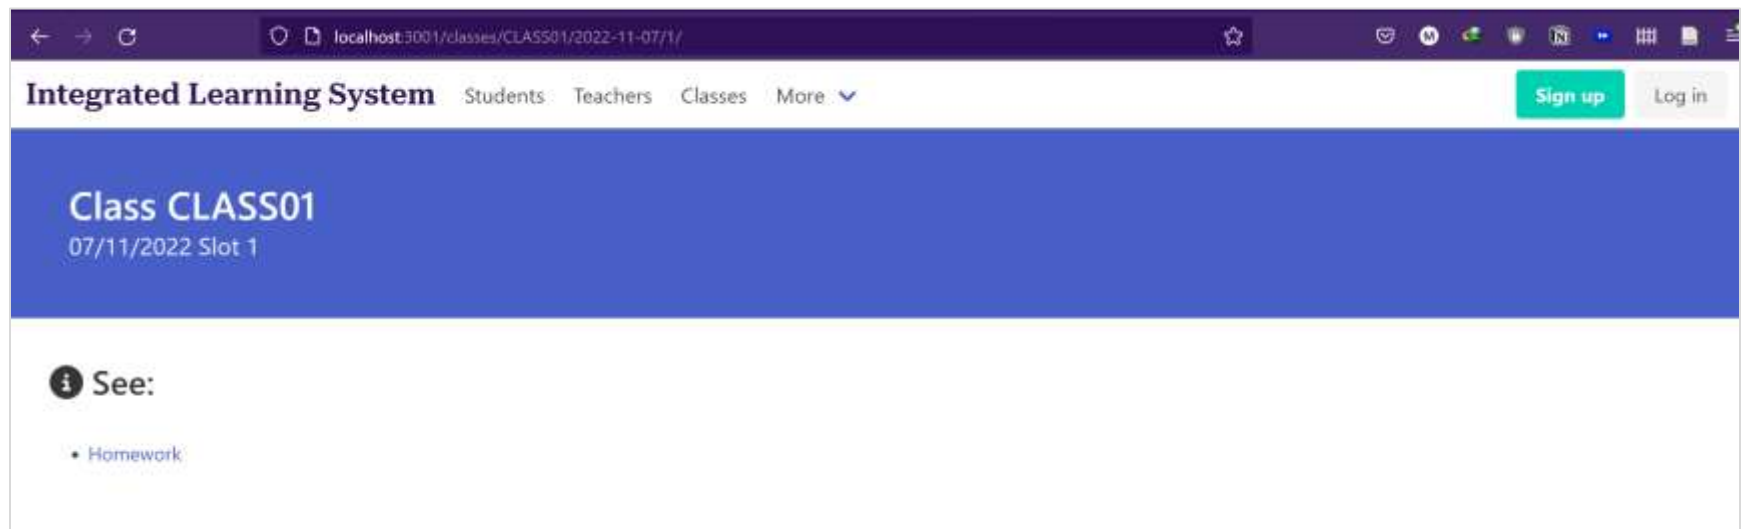 localhost:3001/classes/CLASS01/2022-11-07/1/
Integrated Learning System Students Teachers Classes More Sign up Log in
Class CLASS01
07/11/2022 Slot 1
See:
• Homework